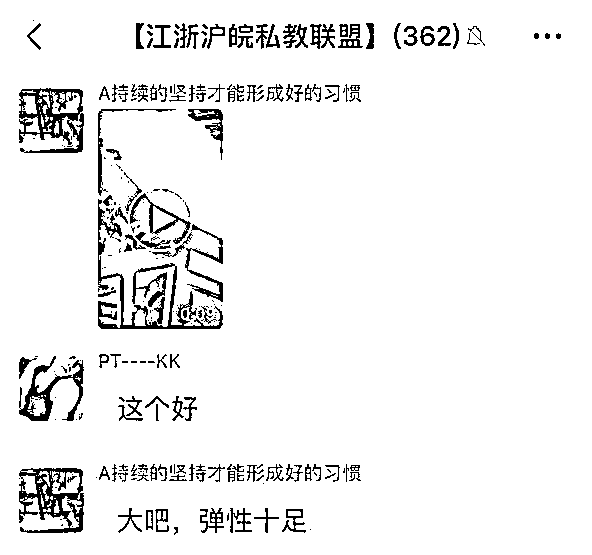 【江浙沪皖私教联盟】(362)
A持续的坚持才能形成好的习惯
0:09
PT----KK
这个好
A持续的坚持才能形成好的习惯
大吧，弹性十足